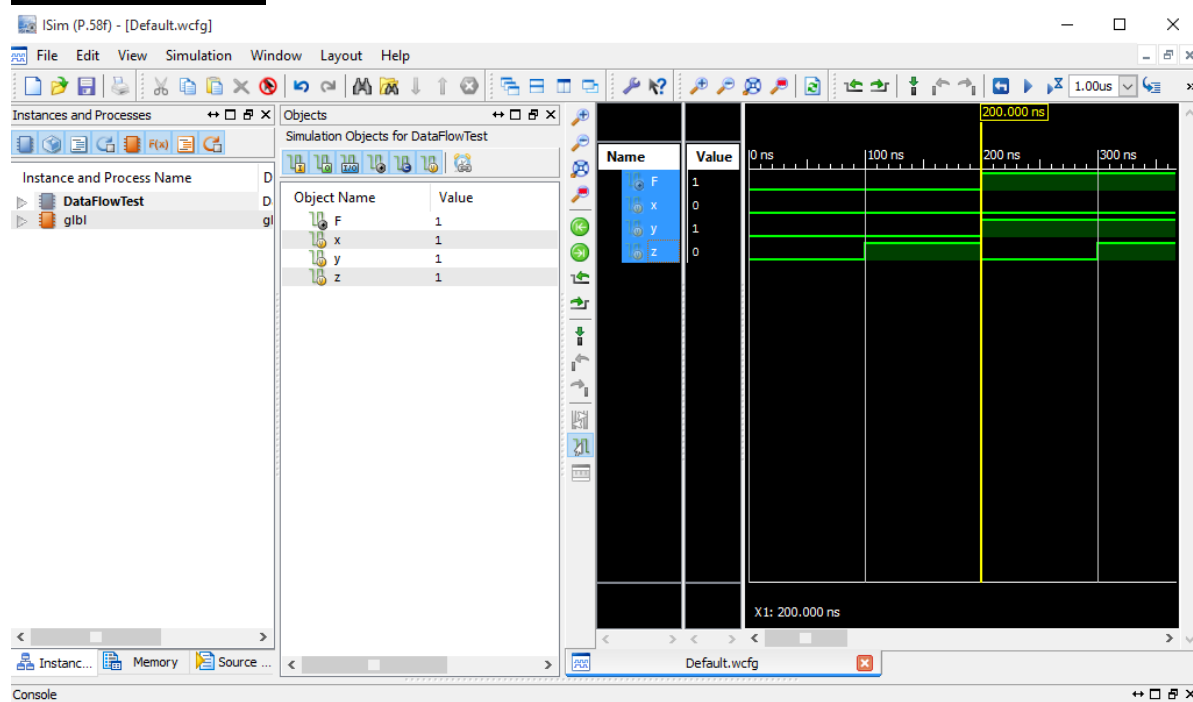 ISim (P.58f) - [Default.wcfg]
File Edit View Simulation Window Layout Help
1.00us
Instances and Processes
F(x)
Instance and Process Name D
DataFlowTest D
glbl gl
Objects
Simulation Objects for DataFlowTest
Object Name Value
F 1
x 1
y 1
z 1
200.000 ns
Name Value
0 ns 100 ns 200 ns 300 ns
F 1
x 0
y 1
z 0
X1: 200.000 ns
Instanc... Memory Source ...
Default.wcfg
Console